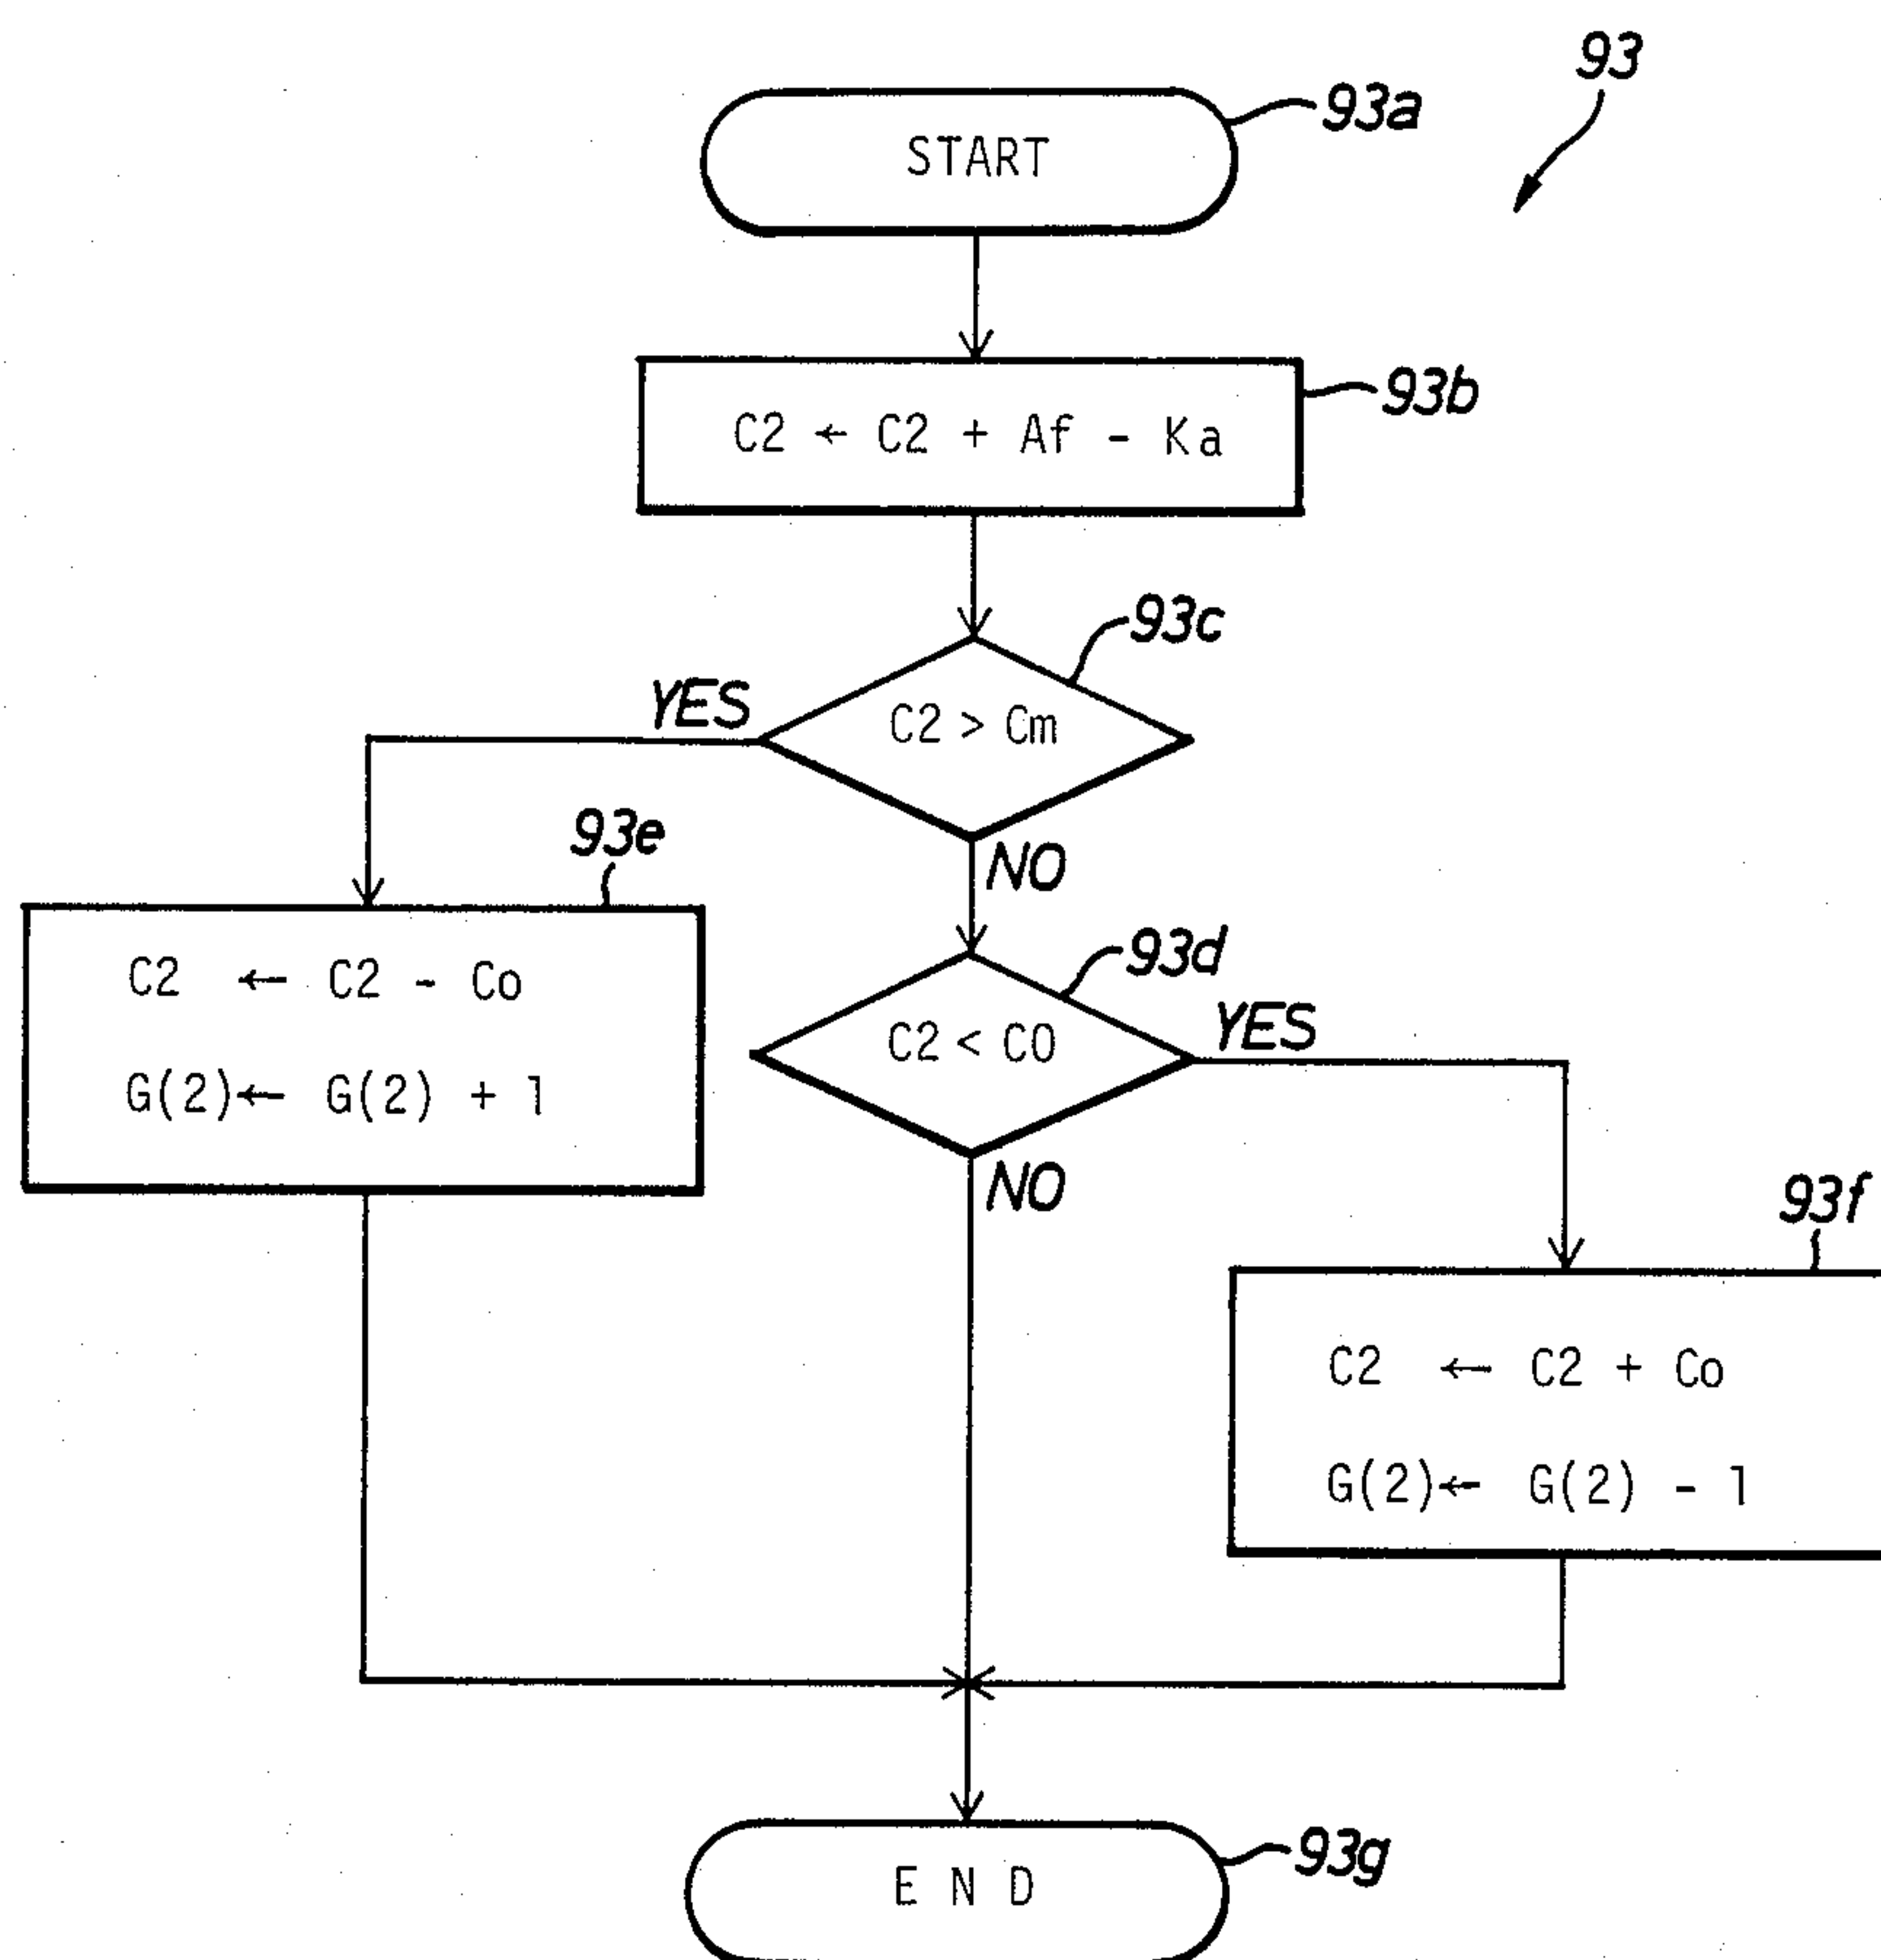 93
93a
START
93b
C2 ← C2 + Af - Ka
93c
YES
C2 > Cm
93e
NO
93d
C2 ← C2 - Co
C2 < CO
YES
G(2)← G(2) + 1
NO
93f
C2 ← C2 + Co
G(2)← G(2) - 1
93g
E N D